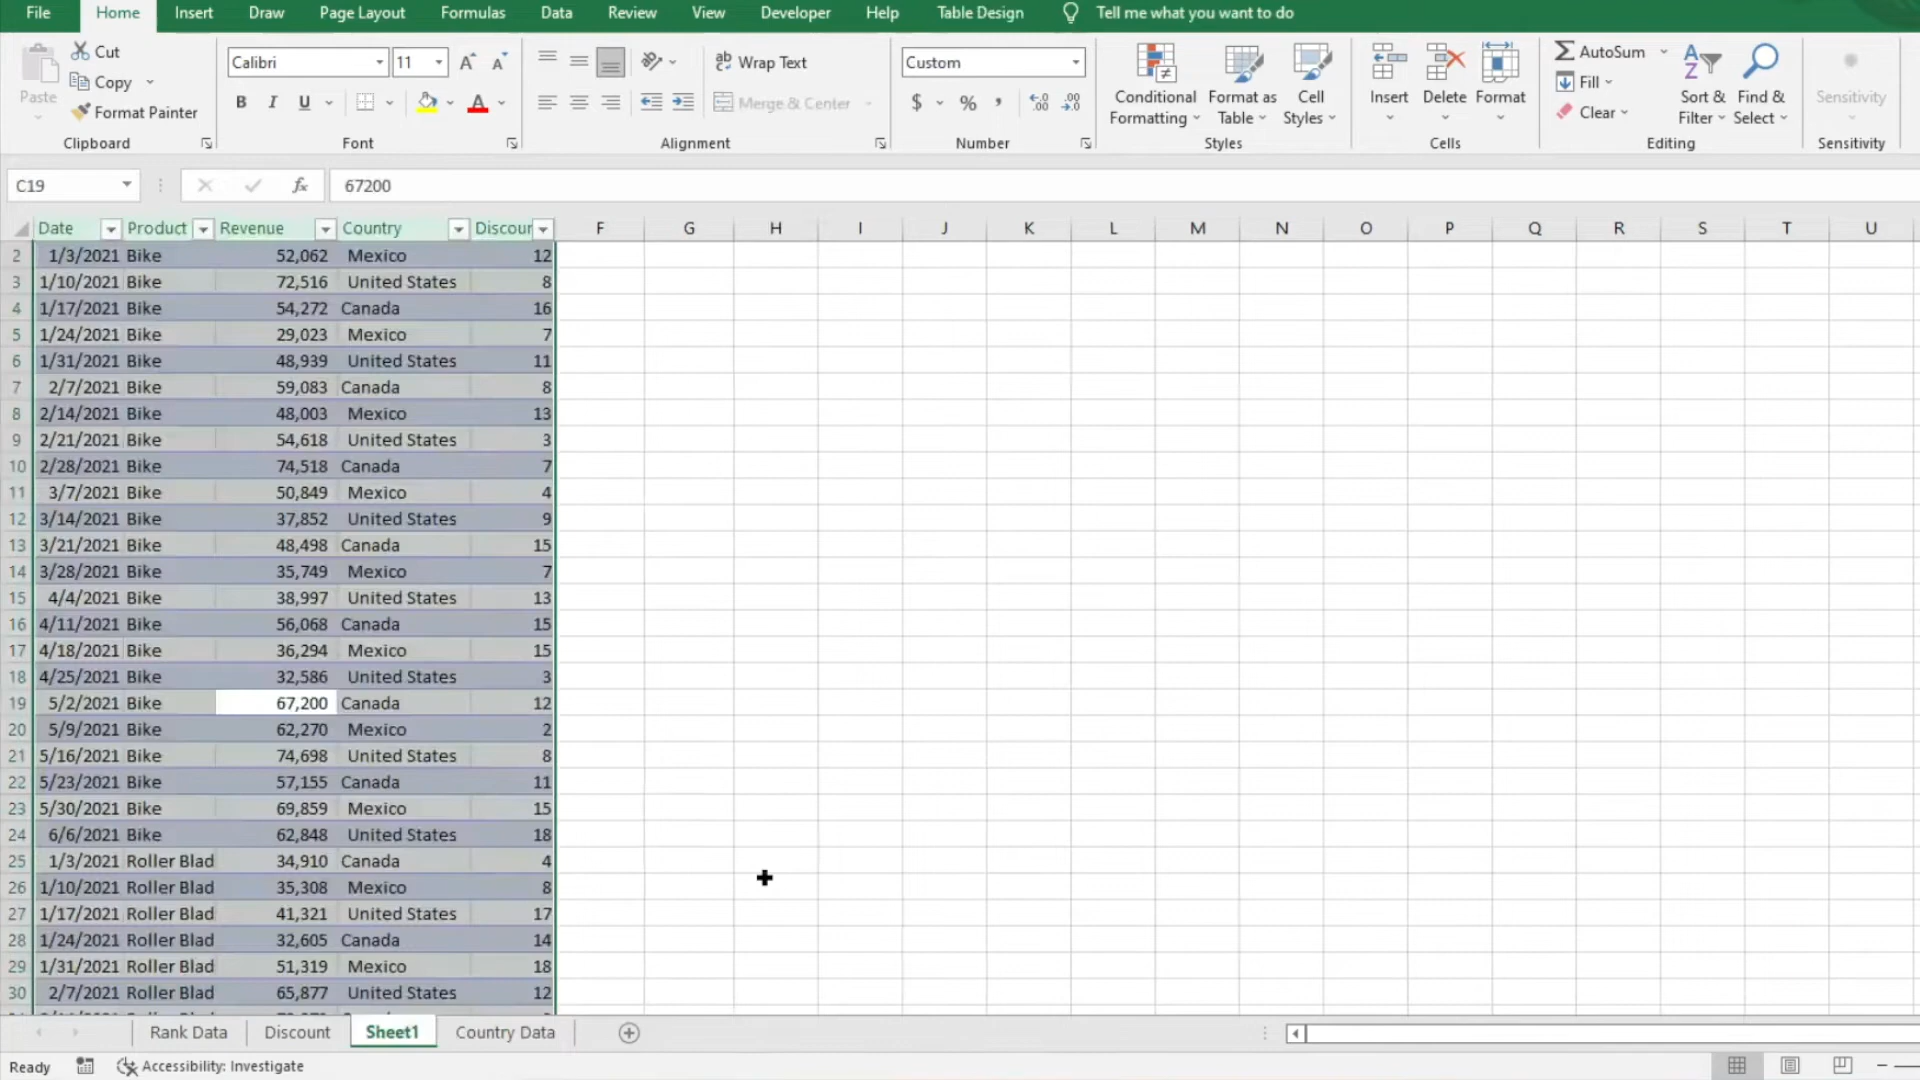 File Home Insert Draw Page Layout Formulas Data Review View Developer Help Table Design Tell me what you want to do
Paste Cut Copy Format Painter Clipboard
Calibri 11 B I U A Font
ab Wrap Text Merge & Center Alignment
Custom $ % , Number
Conditional Formatting Format as Table Cell Styles Styles
Insert Delete Format Cells
AutoSum Fill Clear Sort & Filter Find & Select Editing
Sensitivity Sensitivity
C19 fx 67200
Date Product Revenue Country Discour F G H I J K L M N O P Q R S T U
2 1/3/2021 Bike 52,062 Mexico 12
3 1/10/2021 Bike 72,516 United States 8
4 1/17/2021 Bike 54,272 Canada 16
5 1/24/2021 Bike 29,023 Mexico 7
6 1/31/2021 Bike 48,939 United States 11
7 2/7/2021 Bike 59,083 Canada 8
8 2/14/2021 Bike 48,003 Mexico 13
9 2/21/2021 Bike 54,618 United States 3
10 2/28/2021 Bike 74,518 Canada 7
11 3/7/2021 Bike 50,849 Mexico 4
12 3/14/2021 Bike 37,852 United States 9
13 3/21/2021 Bike 48,498 Canada 15
14 3/28/2021 Bike 35,749 Mexico 7
15 4/4/2021 Bike 38,997 United States 13
16 4/11/2021 Bike 56,068 Canada 15
17 4/18/2021 Bike 36,294 Mexico 15
18 4/25/2021 Bike 32,586 United States 3
19 5/2/2021 Bike 67,200 Canada 12
20 5/9/2021 Bike 62,270 Mexico 2
21 5/16/2021 Bike 74,698 United States 8
22 5/23/2021 Bike 57,155 Canada 11
23 5/30/2021 Bike 69,859 Mexico 15
24 6/6/2021 Bike 62,848 United States 18
25 1/3/2021 Roller Blad 34,910 Canada 4
26 1/10/2021 Roller Blad 35,308 Mexico 8
27 1/17/2021 Roller Blad 41,321 United States 17
28 1/24/2021 Roller Blad 32,605 Canada 14
29 1/31/2021 Roller Blad 51,319 Mexico 18
30 2/7/2021 Roller Blad 65,877 United States 12
Rank Data Discount Sheet1 Country Data
Ready Accessibility: Investigate